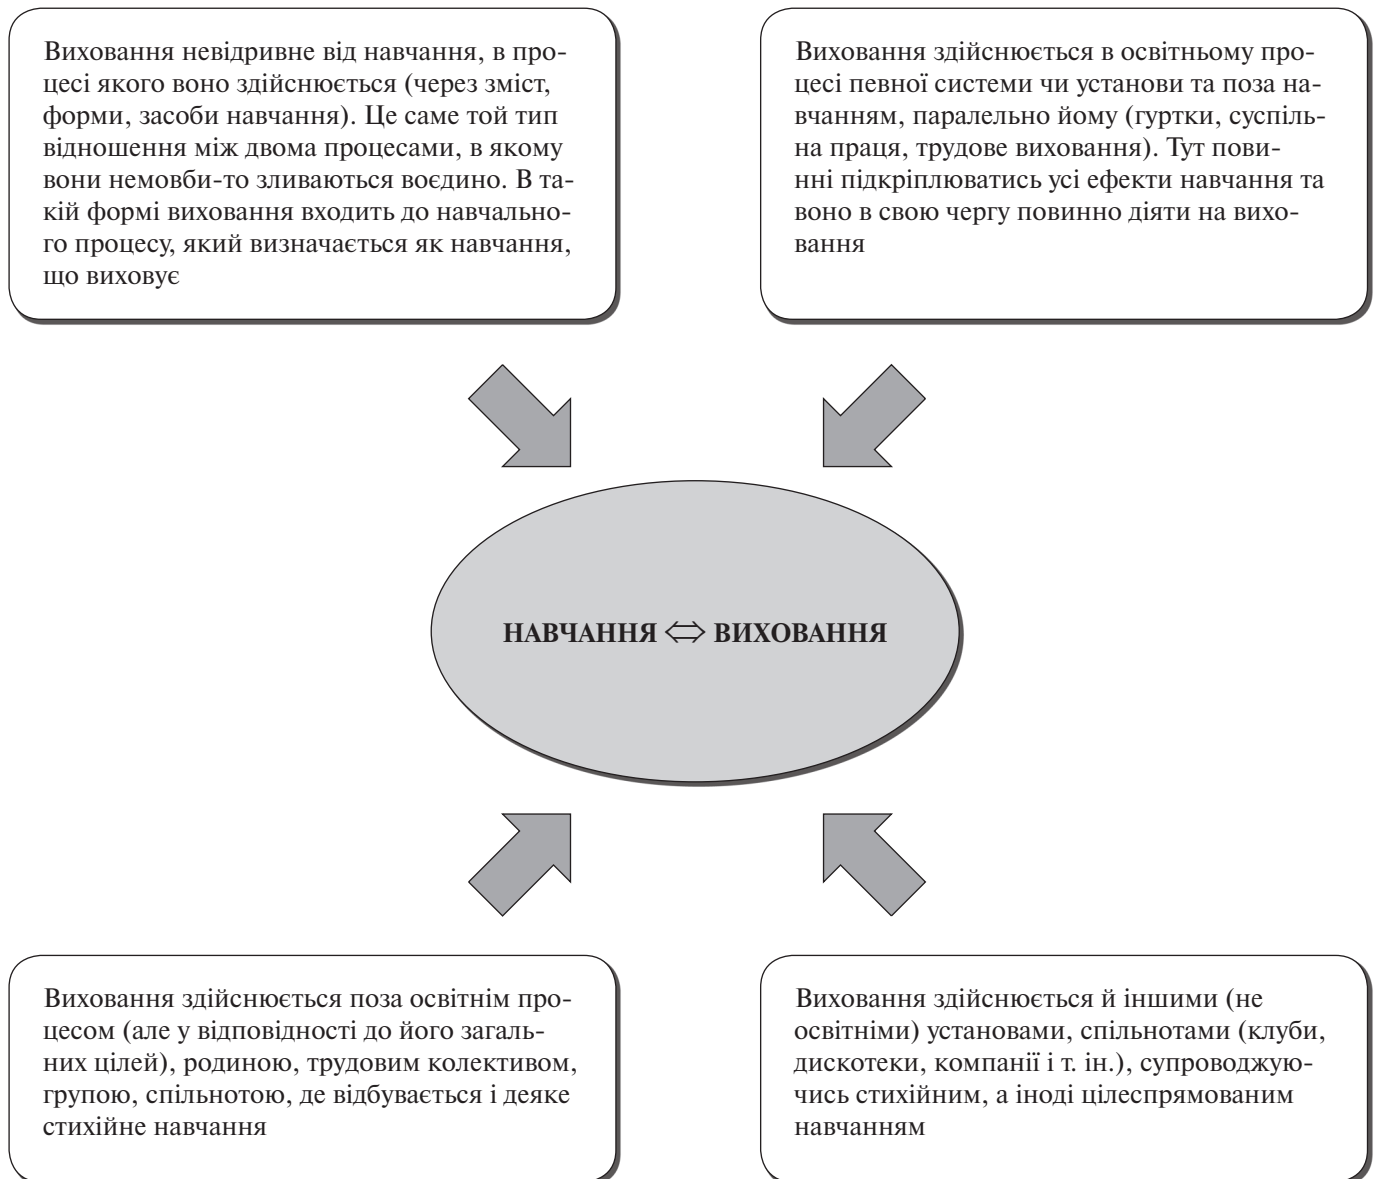 Виховання невідривне від навчання, в про-
цесі якого воно здійснюється (через зміст,
форми, засоби навчання). Це саме той тип
відношення між двома процесами, в якому
вони немовби-то зливаються воєдино. В та-
кій формі виховання входить до навчально-
го процесу, який визначається як навчання,
що виховує
Виховання здійснюється в освітньому про-
цесі певної системи чи установи та поза на-
вчанням, паралельно йому (гуртки, суспіль-
на праця, трудове виховання). Тут пови-
нні підкріплюватись усі ефекти навчання та
воно в свою чергу повинно діяти на вихо-
вання
НАВЧАННЯ ⇔ ВИХОВАННЯ
Виховання здійснюється поза освітнім про-
цесом (але у відповідності до його загаль-
них цілей), родиною, трудовим колективом,
групою, спільнотою, де відбувається і деяке
стихійне навчання
Виховання здійснюється й іншими (не
освітніми) установами, спільнотами (клуби,
дискотеки, компанії і т. ін.), супроводжую-
чись стихійним, а іноді цілеспрямованим
навчанням